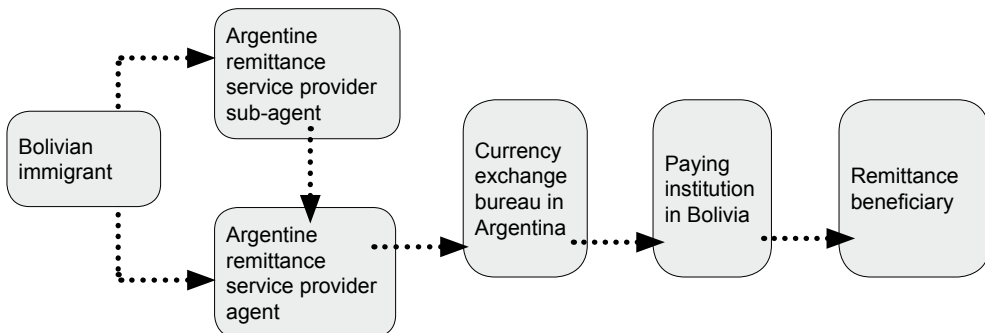 Bolivian
immigrant
Argentine
remittance
service provider
sub-agent
Argentine
remittance
service provider
agent
Currency
exchange
bureau in
Argentina
Paying
institution
in Bolivia
Remittance
beneficiary